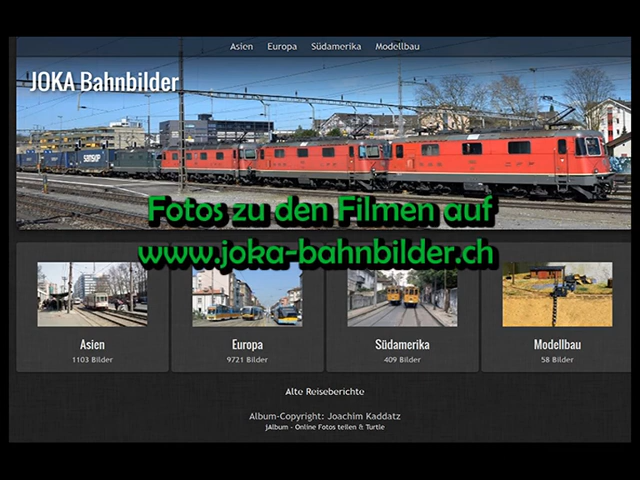 Asien Europa Südamerika Modellbau
JOKA Bahnbilder
Fotos zu den Filmen auf
www.joka-bahnbilder.ch
Asien
1103 Bilder
Europa
9721 Bilder
Südamerika
409 Bilder
Modellbau
58 Bilder
Alte Reiseberichte
Album-Copyright: Joachim Kaddatz
jAlbum - Online Fotos teilen & Turtle